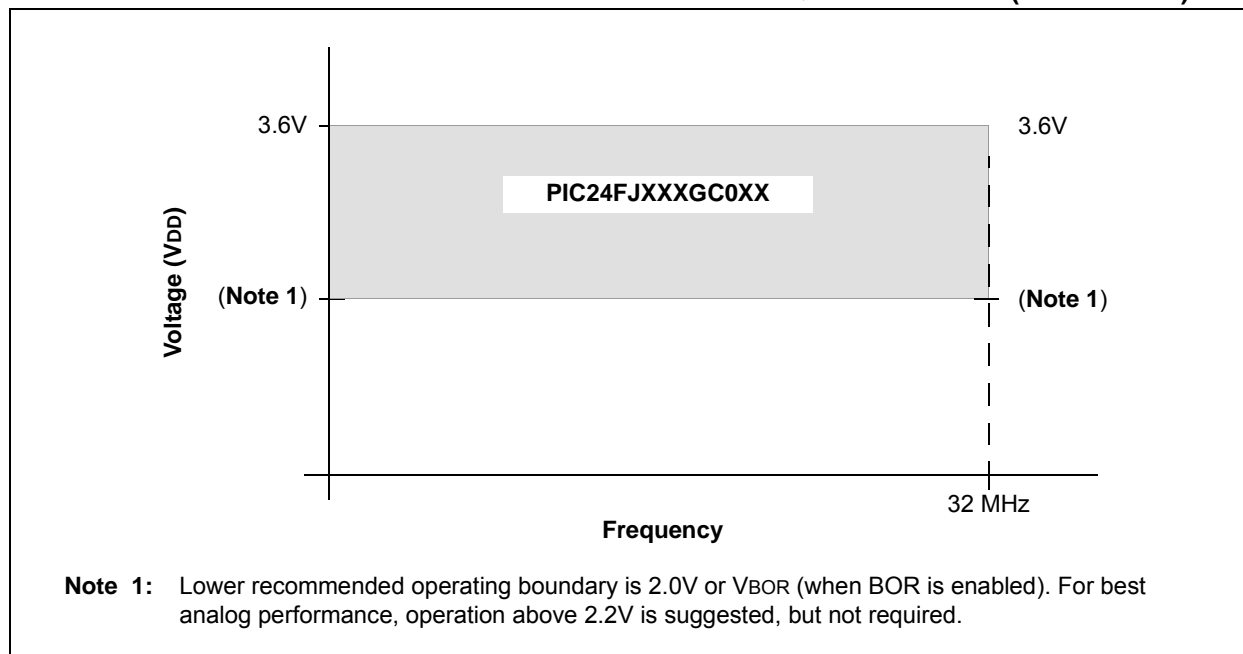 3.6V
3.6V
PIC24FJXXXGC0XX
Voltage (VDD)
(Note 1)
(Note 1)
32 MHz
Frequency
Note 1: Lower recommended operating boundary is 2.0V or VBOR (when BOR is enabled). For best
analog performance, operation above 2.2V is suggested, but not required.